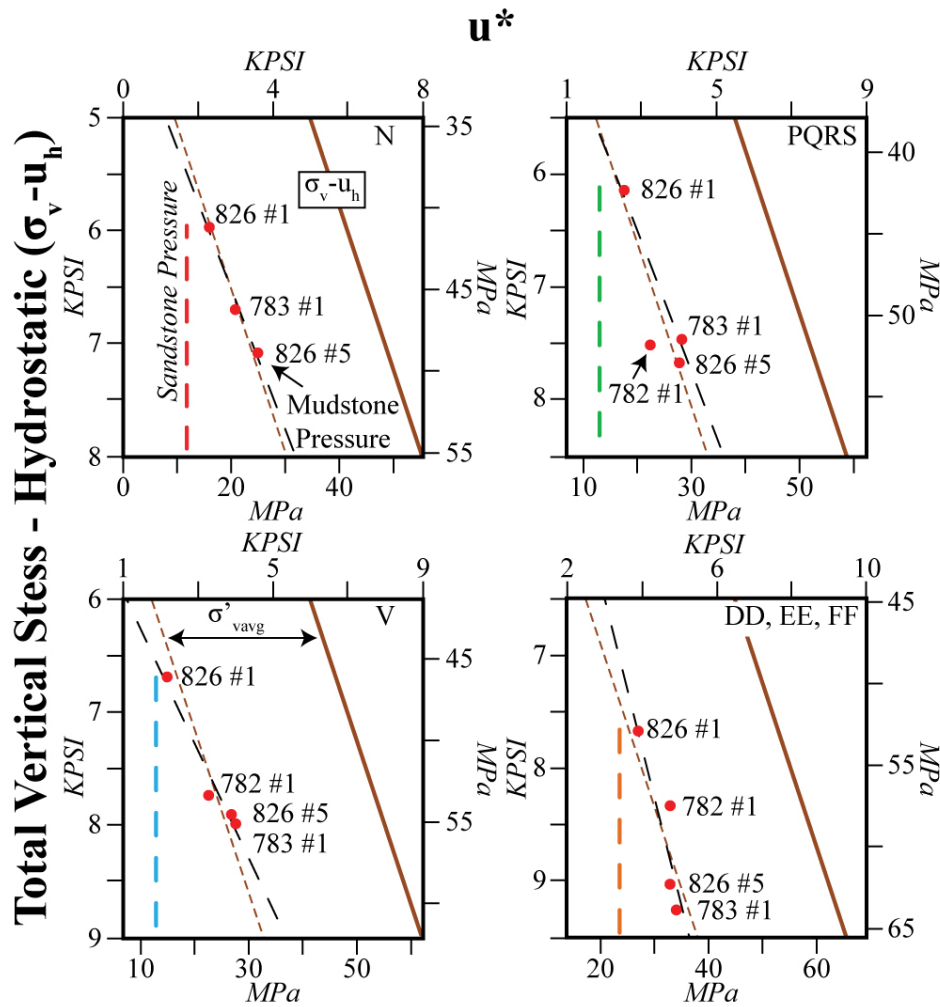 u*
Total Vertical Stess - Hydrostatic (σv-uh)
KPSI
0 4 8
N
5
6
7
8
KPSI
35
45
55
MPa
σv-uh
826 #1
783 #1
826 #5
Sandstone Pressure
Mudstone
Pressure
0 20 40
MPa
KPSI
1 5 9
PQRS
6
7
8
KPSI
40
50
MPa
826 #1
783 #1
826 #5
782 #1
10 30 50
MPa
KPSI
1 5 9
V
6
7
8
9
KPSI
45
55
MPa
σ'vavg
826 #1
782 #1
826 #5
783 #1
10 30 50
MPa
KPSI
2 6 10
DD, EE, FF
7
8
9
KPSI
45
55
65
MPa
826 #1
782 #1
826 #5
783 #1
20 40 60
MPa